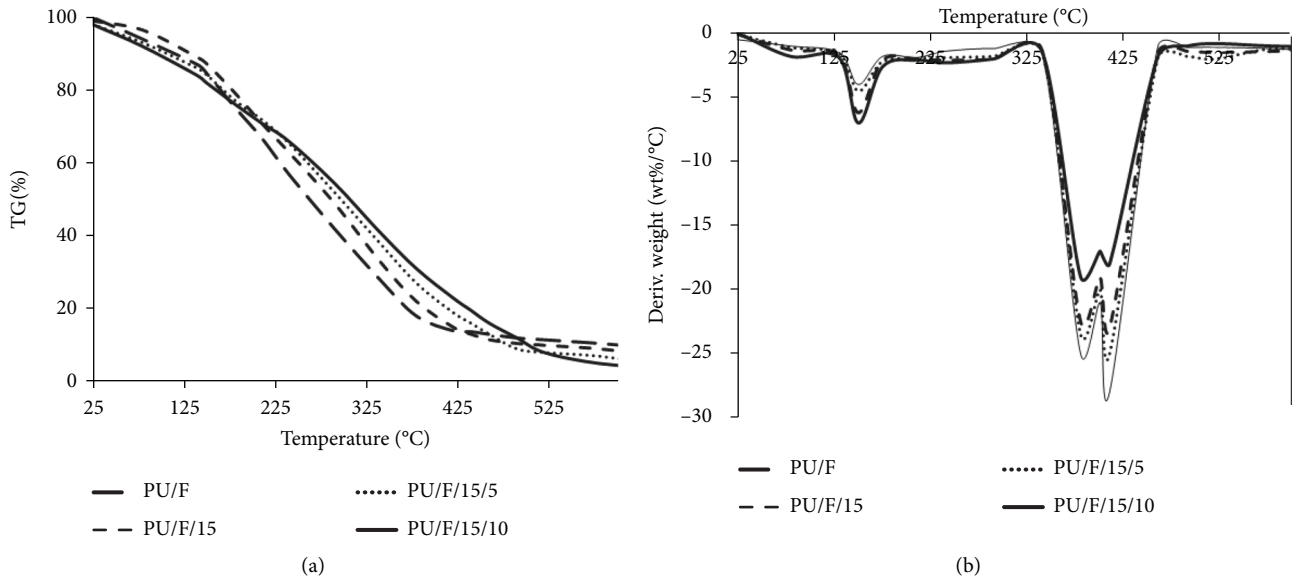 100
80
60
40
20
0
TG(%)
25 125 225 325 425 525
Temperature (°C)
PU/F
PU/F/15
PU/F/15/5
PU/F/15/10
(a)
Temperature (°C)
0
–5
–10
–15
–20
–25
–30
25 125 225 325 425 525
Deriv. weight (wt%/°C)
PU/F
PU/F/15
PU/F/15/5
PU/F/15/10
(b)